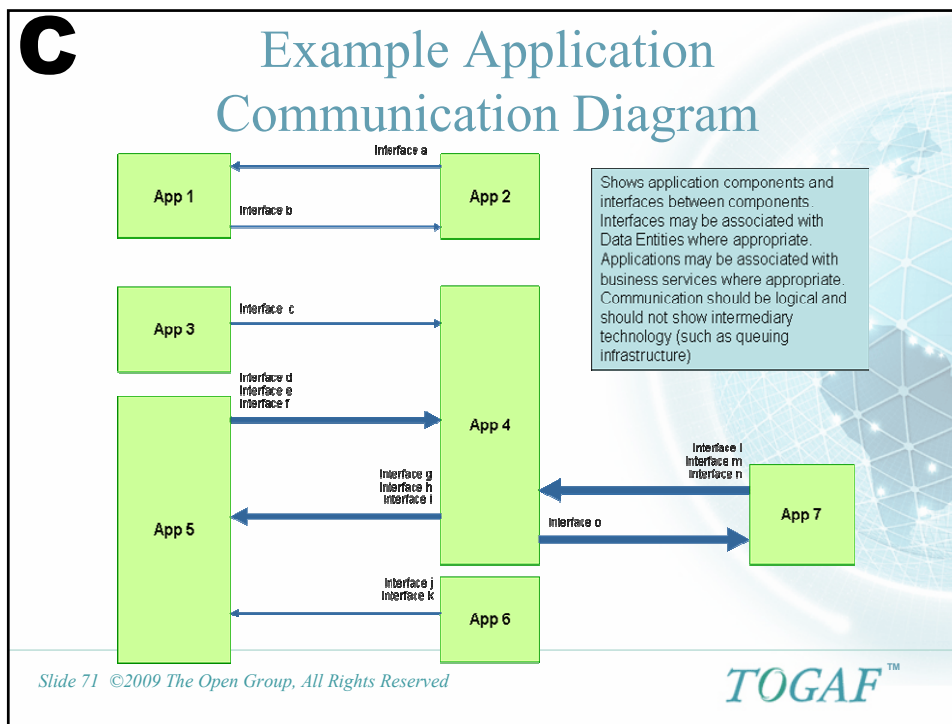 C
Example Application
Communication Diagram
Interface a
App 1
App 2
Interface b
Shows application components and
interfaces between components.
Interfaces may be associated with
Data Entities where appropriate.
Applications may be associated with
business services where appropriate.
Communication should be logical and
should not show intermediary
technology (such as queuing
infrastructure)
App 3
Interface c
Interface d
Interface e
Interface f
App 4
Interface g
Interface h
Interface i
App 5
Interface l
Interface m
Interface n
App 7
Interface o
Interface j
Interface k
App 6
Slide 71 ©2009 The Open Group, All Rights Reserved
TOGAF™